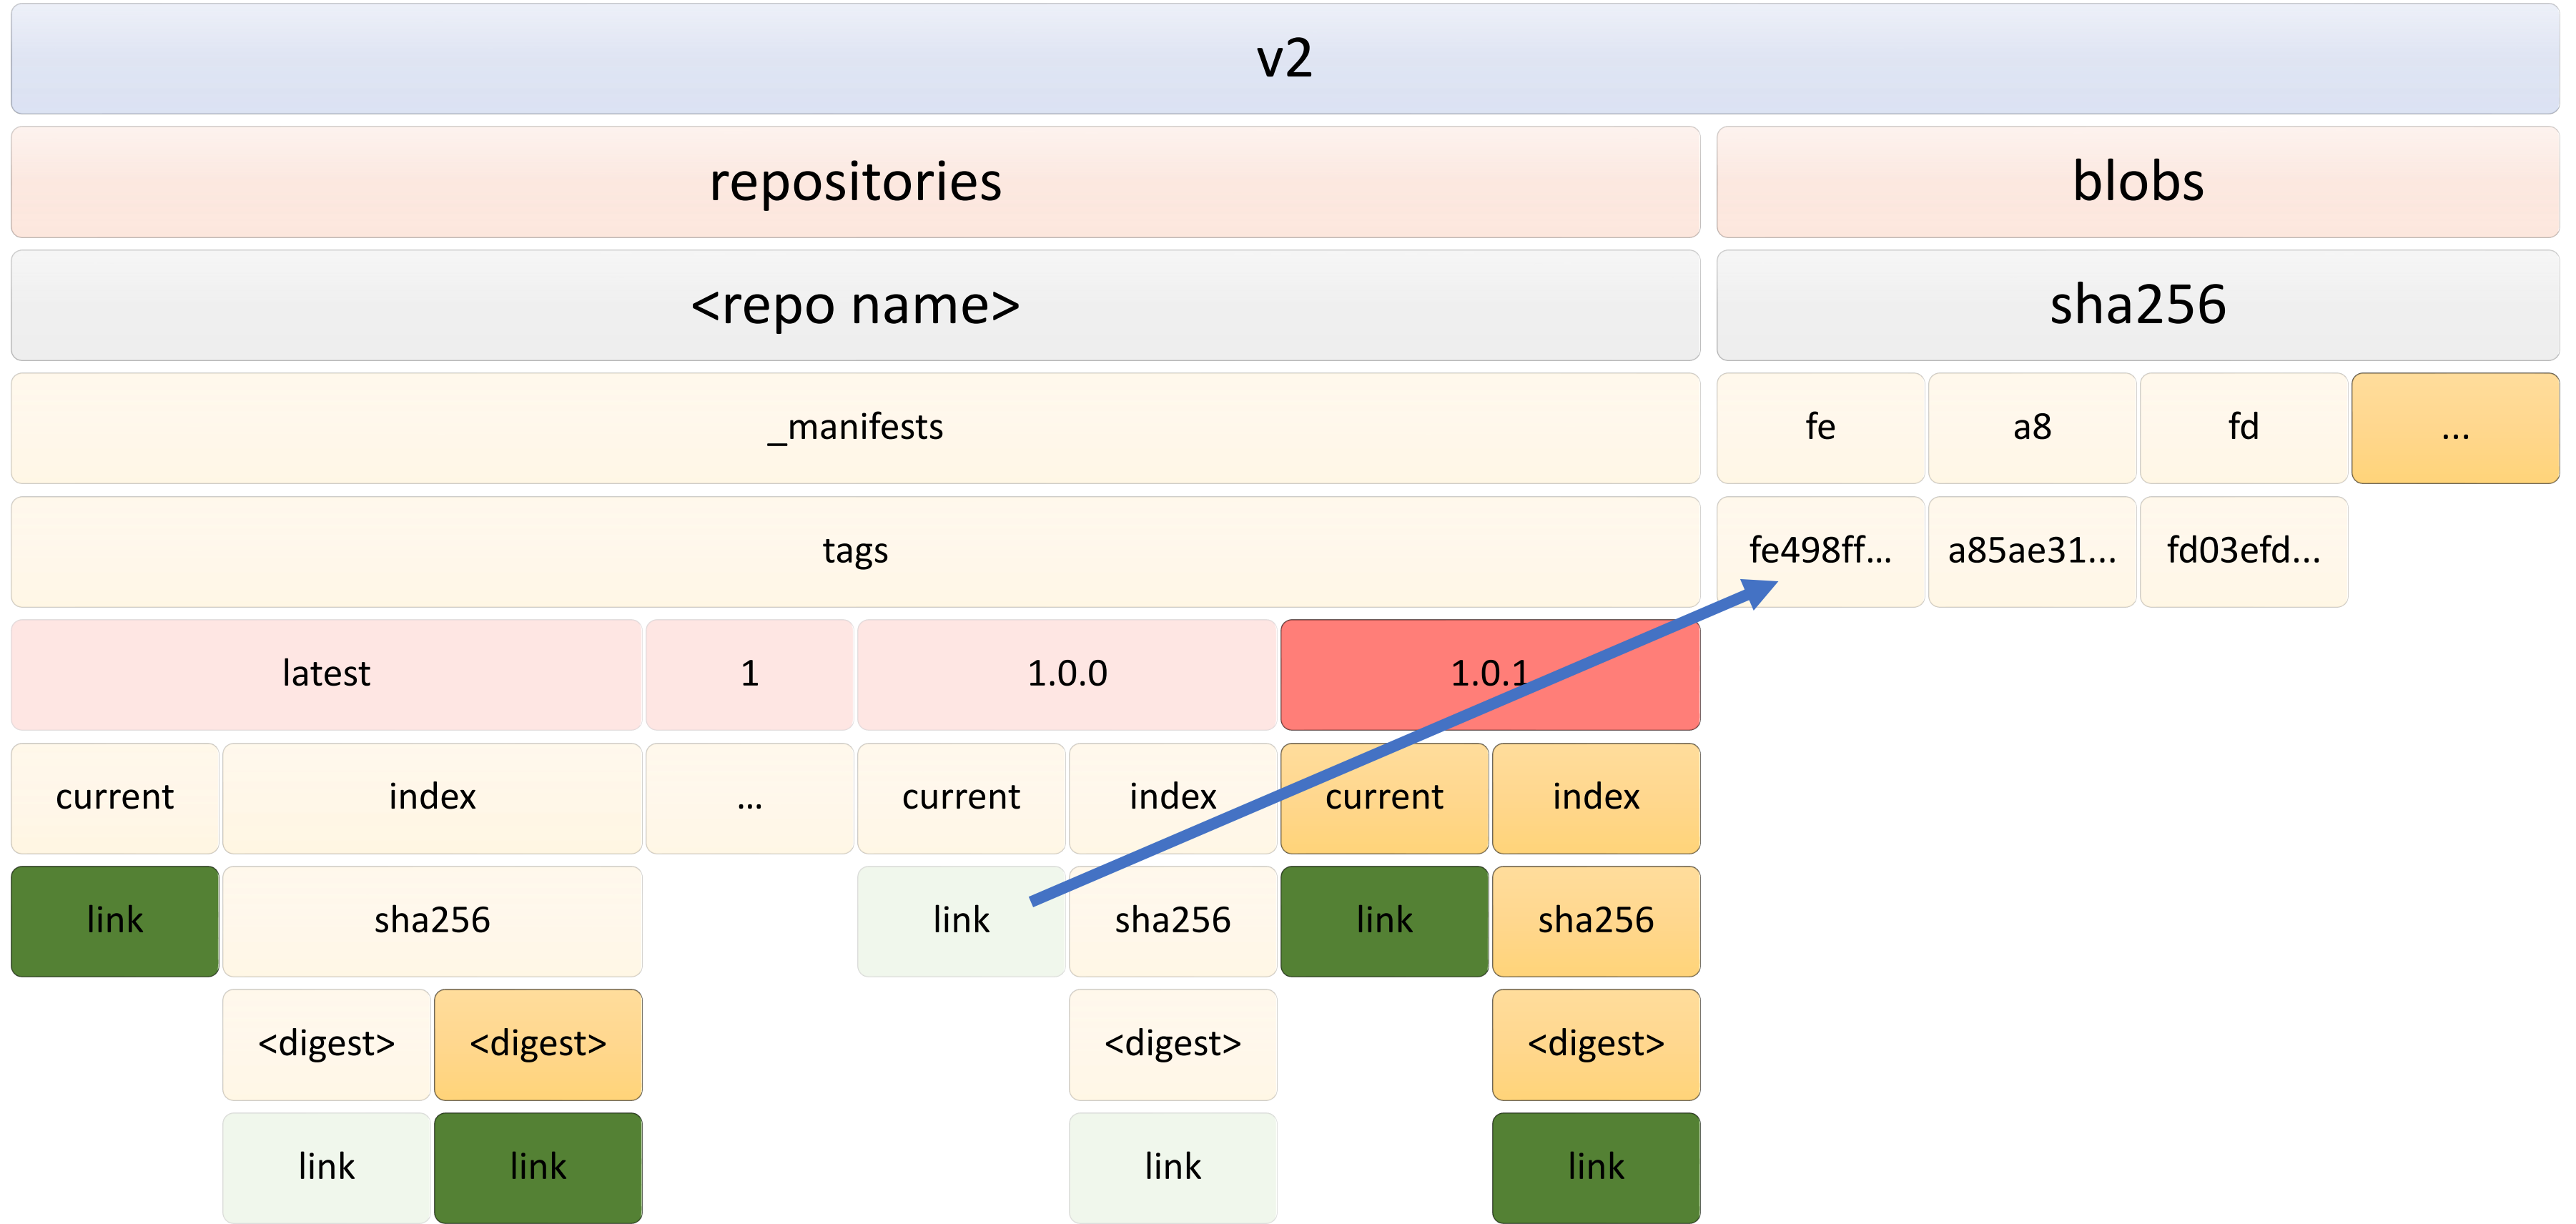 v2
repositories
blobs
<repo name>
sha256
_manifests
fe
a8
fd
...
tags
fe498ff...
a85ae31...
fd03efd...
latest
1
1.0.0
1.0.1
current
index
...
current
index
current
index
link
sha256
link
sha256
link
sha256
<digest>
<digest>
<digest>
<digest>
link
link
link
link